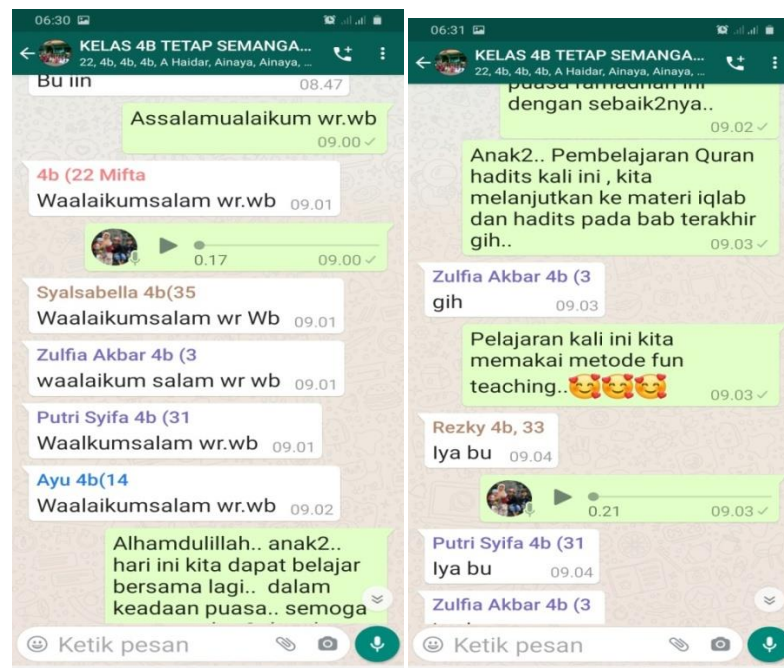 06:30
KELAS 4B TETAP SEMANGA...
22, 4b, 4b, 4b, A Haidar, Ainaya, Ainaya, ...
Bu iin
08.47
Assalamualaikum wr.wb
09.00
4b (22 Mifta
Waalaikumsalam wr.wb 09.01
0.17 09.00
Syalsabella 4b(35
Waalaikumsalam wr Wb 09.01
Zulfia Akbar 4b (3
waalaikum salam wr wb 09.01
Putri Syifa 4b (31
Waalkumsalam wr.wb 09.01
Ayu 4b(14
Waalaikumsalam wr.wb 09.02
Alhamdulillah.. anak2..
hari ini kita dapat belajar
bersama lagi.. dalam
keadaan puasa.. semoga
Ketik pesan
06:31
KELAS 4B TETAP SEMANGA...
22, 4b, 4b, 4b, A Haidar, Ainaya, Ainaya, ...
puasa ramadhan ini
dengan sebaik2nya..
09.02
Anak2.. Pembelajaran Quran
hadits kali ini , kita
melanjutkan ke materi iqlab
dan hadits pada bab terakhir
gih.. 09.03
Zulfia Akbar 4b (3
gih 09.03
Pelajaran kali ini kita
memakai metode fun
teaching..🥰🥰🥰 09.03
Rezky 4b, 33
Iya bu 09.04
0.21 09.03
Putri Syifa 4b (31
Iya bu 09.04
Zulfia Akbar 4b (3
Ketik pesan